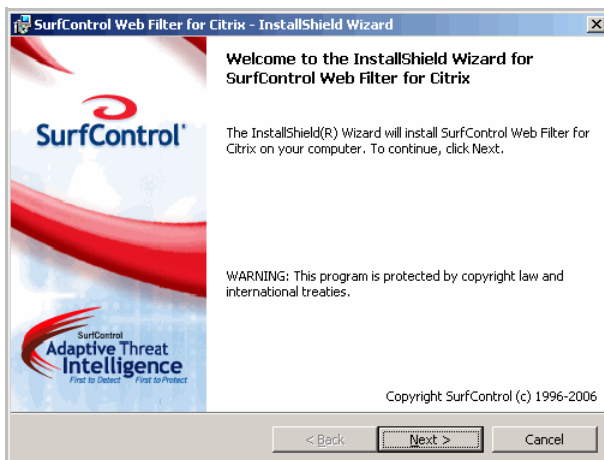 SurfControl Web Filter for Citrix - InstallShield Wizard
Welcome to the InstallShield Wizard for
SurfControl Web Filter for Citrix
SurfControl
The InstallShield(R) Wizard will install SurfControl Web Filter for
Citrix on your computer. To continue, click Next.
WARNING: This program is protected by copyright law and
international treaties.
SurfControl
Adaptive Threat
Intelligence
First to Detect First to Protect
Copyright SurfControl (c) 1996-2006
< Back
Next >
Cancel